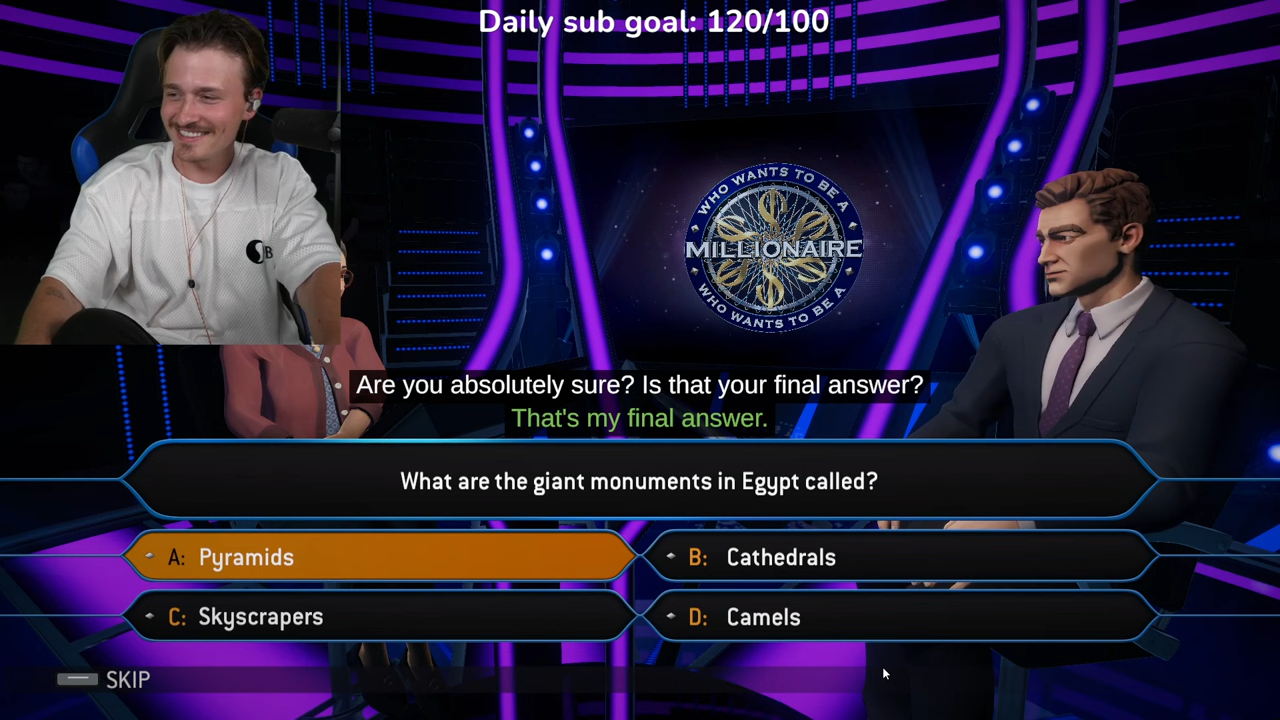 Daily sub goal: 120/100
B
WHO WANTS TO BE A
MILLIONAIRE
WHO WANTS TO BE A
Are you absolutely sure? Is that your final answer?
That's my final answer.
What are the giant monuments in Egypt called?
A: Pyramids
B: Cathedrals
C: Skyscrapers
D: Camels
SKIP